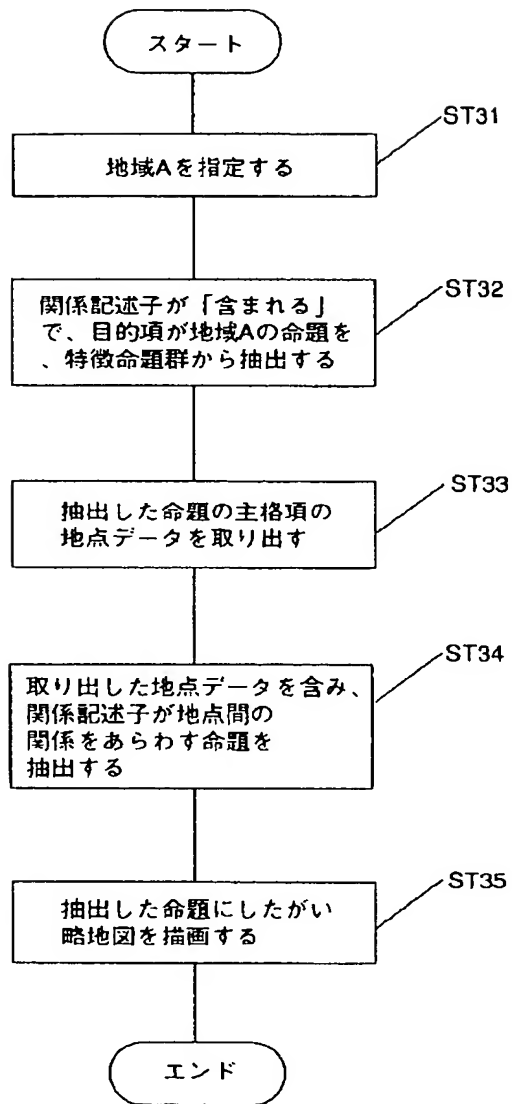 スタート
ST31
地域Aを指定する
ST32
関係記述子が「含まれる」
で、目的項が地域Aの命題を
、特徴命題群から抽出する
ST33
抽出した命題の主格項の
地点データを取り出す
ST34
取り出した地点データを含み、
関係記述子が地点間の
関係をあらわす命題を
抽出する
ST35
抽出した命題にしたがい
略地図を描画する
エンド